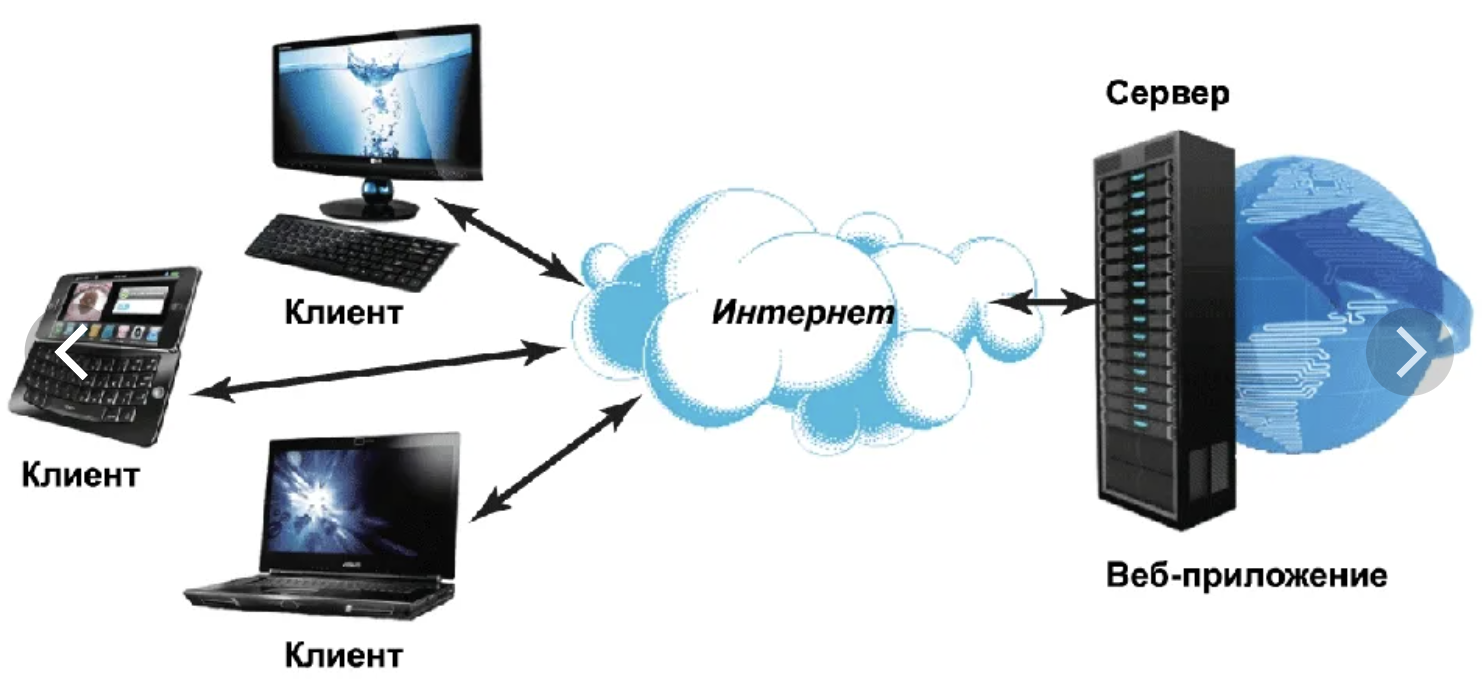 Сервер
Клиент
Интернет
Клиент
Веб-приложение
Клиент